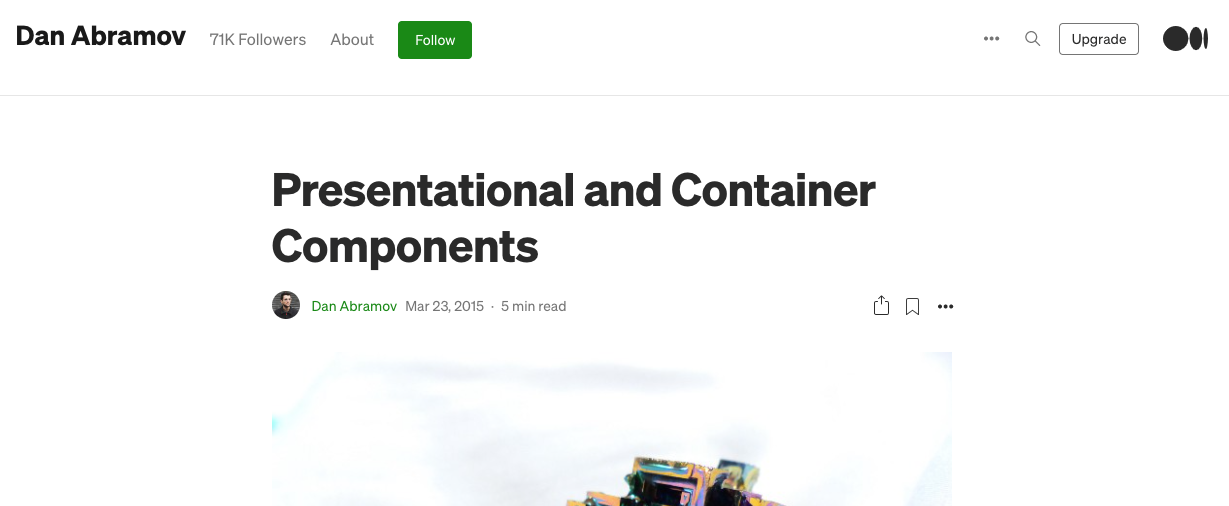 Dan Abramov 71K Followers About Follow Upgrade
Presentational and Container
Components
Dan Abramov Mar 23, 2015 · 5 min read